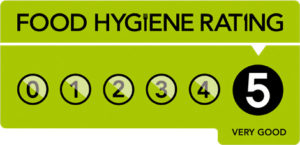 FOOD HYGIENE RATING
0 1 2 3 4 5
VERY GOOD